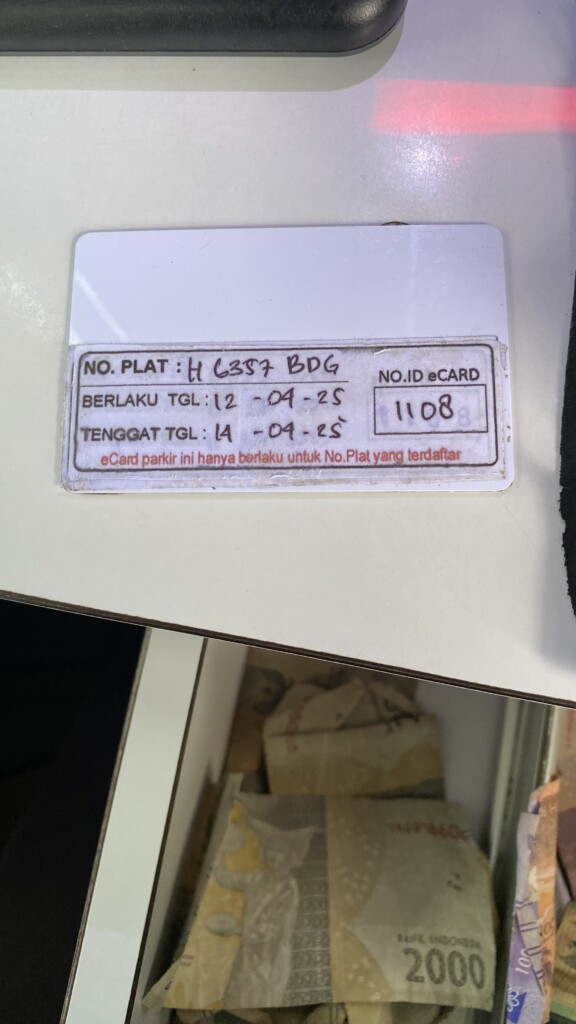 NO. PLAT : H 6357 BDG
NO.ID eCARD
BERLAKU TGL : 12 -04-25
1108
TENGGAT TGL : 14 -04-25
eCard parkir ini hanya berlaku untuk No.Plat yang terdaftar
BANK INDONESIA
2000